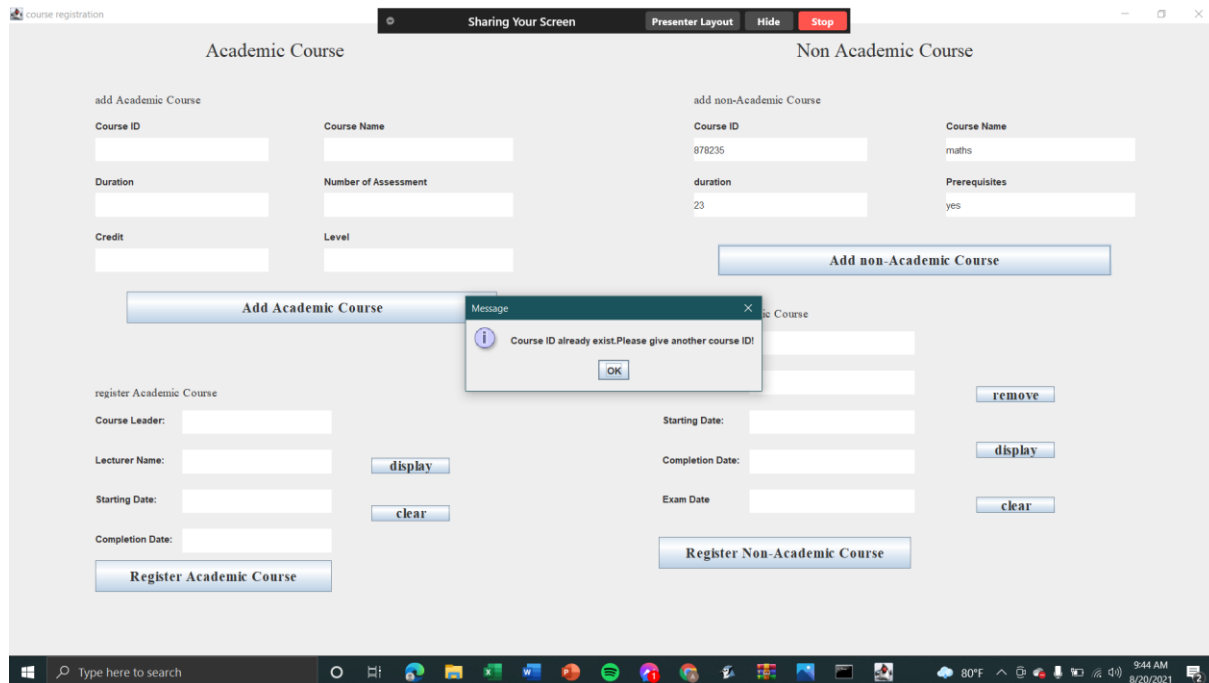 course registration
Sharing Your Screen
Presenter Layout
Hide
Stop
Academic Course
Non Academic Course
add Academic Course
add non-Academic Course
Course ID
Course Name
Course ID
Course Name
878235
maths
Duration
Number of Assessment
duration
Prerequisites
23
yes
Credit
Level
Add non-Academic Course
Add Academic Course
Message
Course ID already exist.Please give another course ID!
OK
Course
register Academic Course
remove
Course Leader:
Starting Date:
display
Lecturer Name:
display
Completion Date:
Starting Date:
clear
Exam Date
clear
Completion Date:
Register Non-Academic Course
Register Academic Course
Type here to search
80°F
9:44 AM
8/20/2021